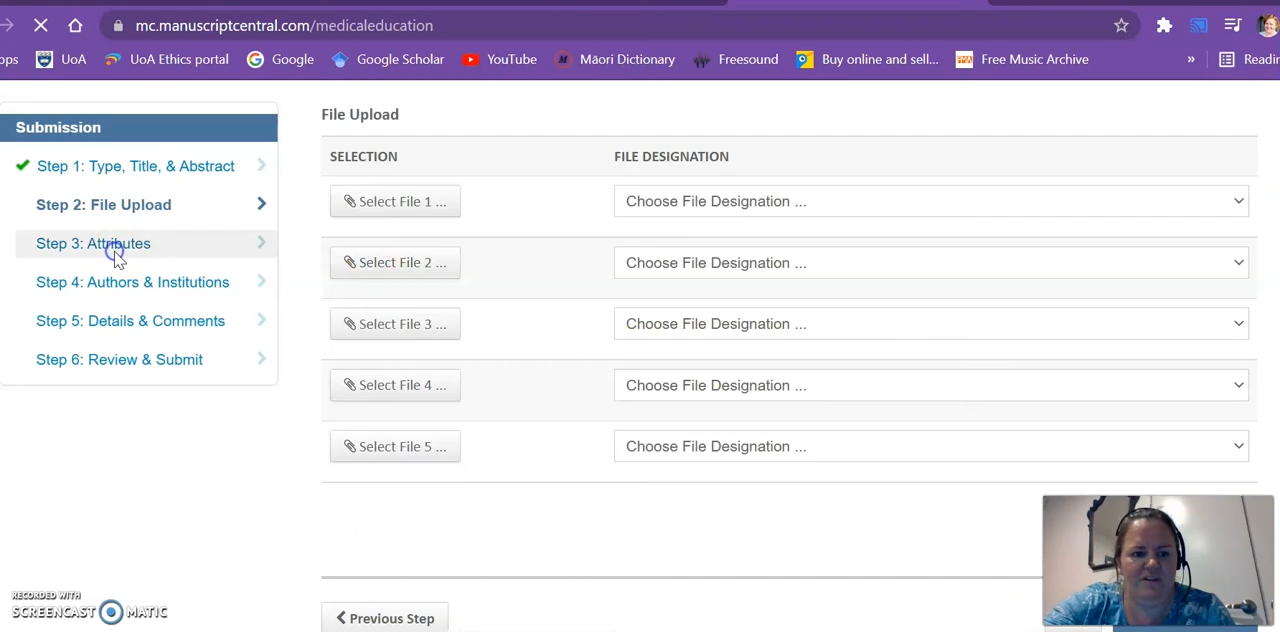 mc.manuscriptcentral.com/medicaleducation
UoA
UoA Ethics portal
Google
Google Scholar
YouTube
Māori Dictionary
Freesound
Buy online and sell...
Free Music Archive
»
Submission
Step 1: Type, Title, & Abstract
Step 2: File Upload
Step 3: Attributes
Step 4: Authors & Institutions
Step 5: Details & Comments
Step 6: Review & Submit
File Upload
SELECTION
FILE DESIGNATION
Select File 1 ...
Choose File Designation ...
Select File 2 ...
Choose File Designation ...
Select File 3 ...
Choose File Designation ...
Select File 4 ...
Choose File Designation ...
Select File 5 ...
Choose File Designation ...
Previous Step
RECORDED WITH
SCREENCAST MATIC